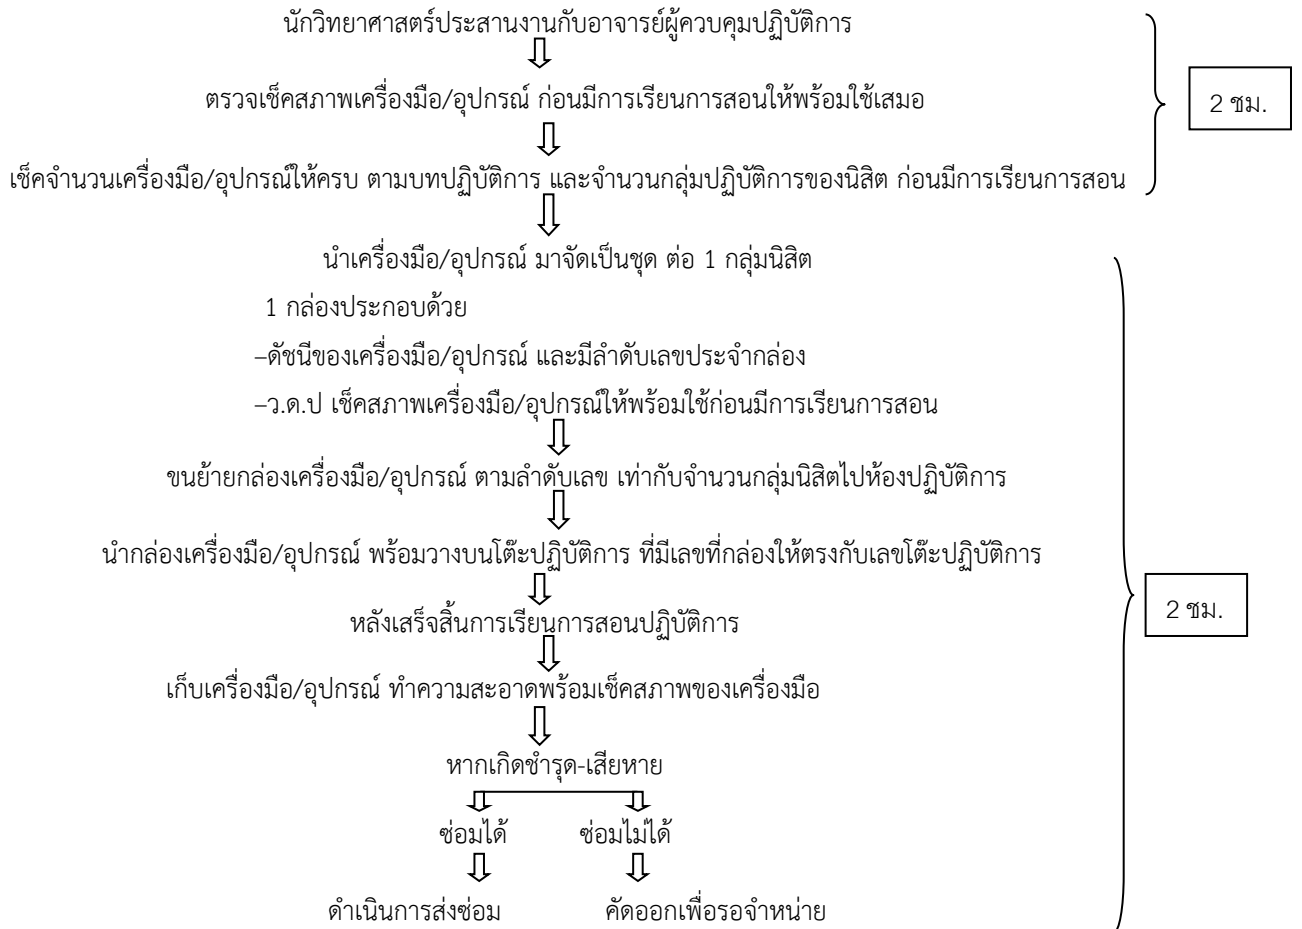 นักวิทยาศาสตร์ประสานงานกับอาจารย์ผู้ควบคุมปฏิบัติการ
ตรวจเช็คสภาพเครื่องมือ/อุปกรณ์ ก่อนมีการเรียนการสอนให้พร้อมใช้เสมอ
2 ชม.
เช็คจำนวนเครื่องมือ/อุปกรณ์ให้ครบ ตามบทปฏิบัติการ และจำนวนกลุ่มปฏิบัติการของนิสิต ก่อนมีการเรียนการสอน
นำเครื่องมือ/อุปกรณ์ มาจัดเป็นชุด ต่อ 1 กลุ่มนิสิต
1 กล่องประกอบด้วย
–ดัชนีของเครื่องมือ/อุปกรณ์ และมีลำดับเลขประจำกล่อง
–ว.ด.ป เช็คสภาพเครื่องมือ/อุปกรณ์ให้พร้อมใช้ก่อนมีการเรียนการสอน
ขนย้ายกล่องเครื่องมือ/อุปกรณ์ ตามลำดับเลข เท่ากับจำนวนกลุ่มนิสิตไปห้องปฏิบัติการ
นำกล่องเครื่องมือ/อุปกรณ์ พร้อมวางบนโต๊ะปฏิบัติการ ที่มีเลขที่กล่องให้ตรงกับเลขโต๊ะปฏิบัติการ
2 ชม.
หลังเสร็จสิ้นการเรียนการสอนปฏิบัติการ
เก็บเครื่องมือ/อุปกรณ์ ทำความสะอาดพร้อมเช็คสภาพของเครื่องมือ
หากเกิดชำรุด-เสียหาย
ซ่อมได้ ซ่อมไม่ได้
ดำเนินการส่งซ่อม คัดออกเพื่อรอจำหน่าย